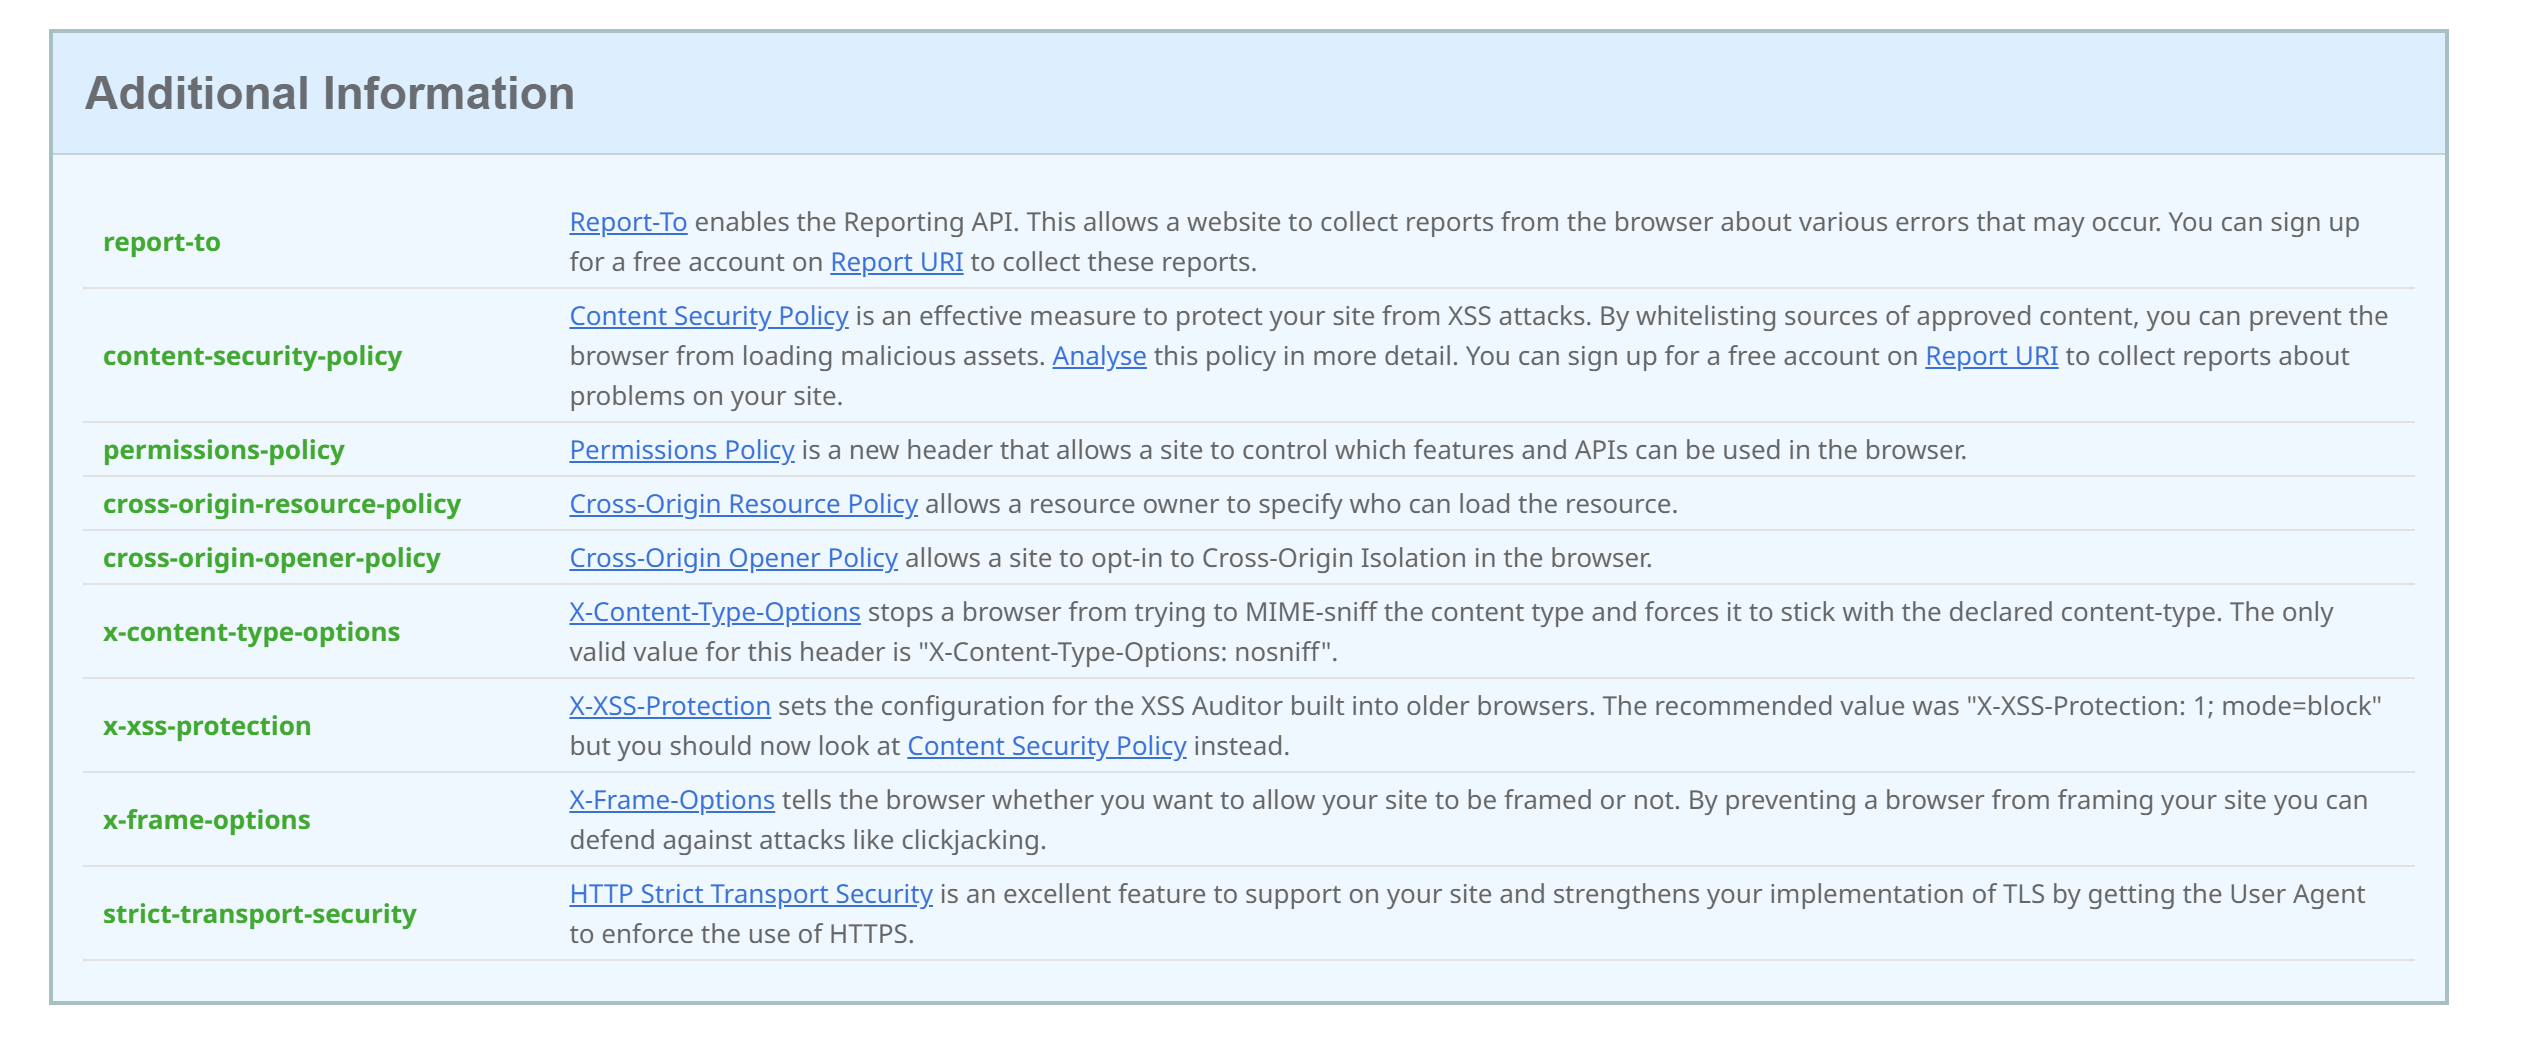 Additional Information
report-to
Report-To enables the Reporting API. This allows a website to collect reports from the browser about various errors that may occur. You can sign up
for a free account on Report URI to collect these reports.
content-security-policy
Content Security Policy is an effective measure to protect your site from XSS attacks. By whitelisting sources of approved content, you can prevent the
browser from loading malicious assets. Analyse this policy in more detail. You can sign up for a free account on Report URI to collect reports about
problems on your site.
permissions-policy
Permissions Policy is a new header that allows a site to control which features and APIs can be used in the browser.
cross-origin-resource-policy
Cross-Origin Resource Policy allows a resource owner to specify who can load the resource.
cross-origin-opener-policy
Cross-Origin Opener Policy allows a site to opt-in to Cross-Origin Isolation in the browser.
x-content-type-options
X-Content-Type-Options stops a browser from trying to MIME-sniff the content type and forces it to stick with the declared content-type. The only
valid value for this header is "X-Content-Type-Options: nosniff".
x-xss-protection
X-XSS-Protection sets the configuration for the XSS Auditor built into older browsers. The recommended value was "X-XSS-Protection: 1; mode=block"
but you should now look at Content Security Policy instead.
x-frame-options
X-Frame-Options tells the browser whether you want to allow your site to be framed or not. By preventing a browser from framing your site you can
defend against attacks like clickjacking.
strict-transport-security
HTTP Strict Transport Security is an excellent feature to support on your site and strengthens your implementation of TLS by getting the User Agent
to enforce the use of HTTPS.